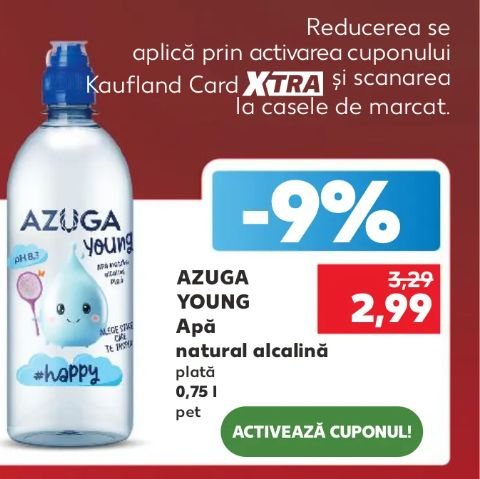 Reducerea se
aplică prin activarea cuponului
Kaufland Card XTRA și scanarea
la casele de marcat.
AZUGA
young
pH 8,3
plată
#happy
-9%
AZUGA
YOUNG
Apă
natural alcalină
plată
0,75 l
pet
3,29
2,99
ACTIVEAZĂ CUPONUL!